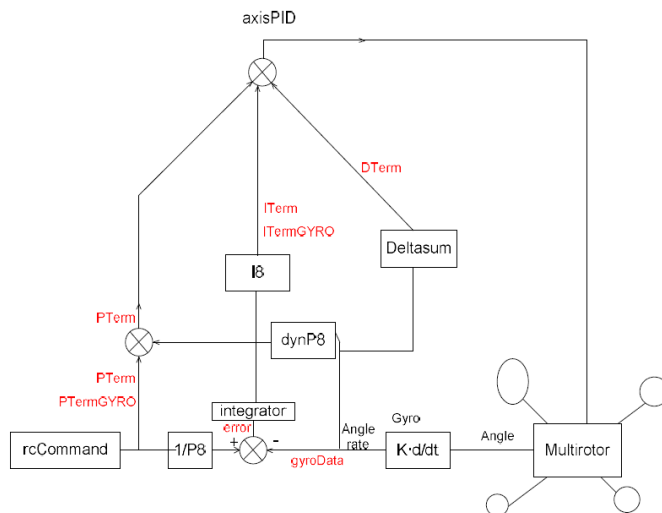 axisPID
DTerm
ITerm
ITermGYRO
Deltasum
I8
PTerm
dynP8
PTerm
PTermGYRO
integrator
error
Gyro
Angle
rate
Angle
rcCommand
1/P8
+
-
gyroData
K·d/dt
Multirotor